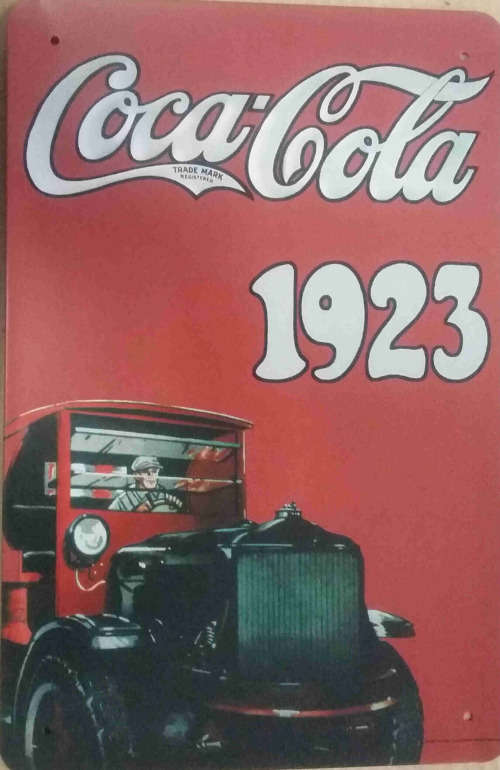 Coca-Cola
TRADE MARK
REGISTERED
1923